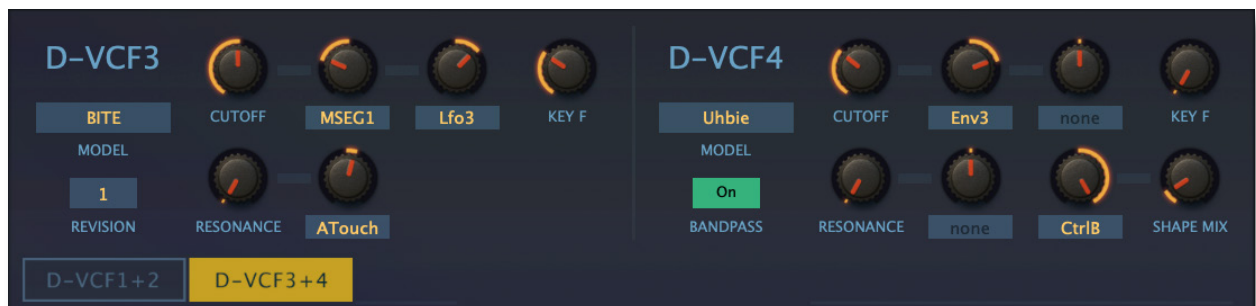 D-VCF3
BITE
MODEL
1
REVISION
CUTOFF
MSEG1
Lfo3
KEY F
RESONANCE
ATouch
D-VCF4
Uhbie
MODEL
On
BANDPASS
CUTOFF
Env3
none
KEY F
RESONANCE
none
CtrlB
SHAPE MIX
D-VCF1+2
D-VCF3+4